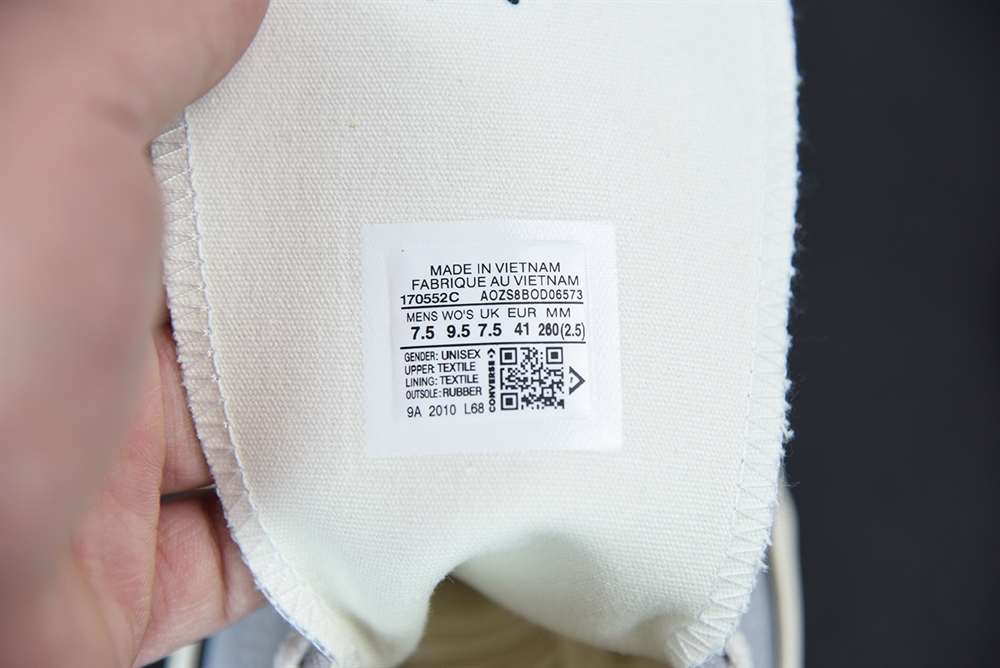 MADE IN VIETNAM
FABRIQUE AU VIETNAM
170552C AOZS8BOD06573
MENS WO'S UK EUR MM
7.5 9.5 7.5 41 260(2.5)
GENDER: UNISEX
UPPER: TEXTILE
LINING: TEXTILE
OUTSOLE: RUBBER
9A 2010 L68
CONVERSE